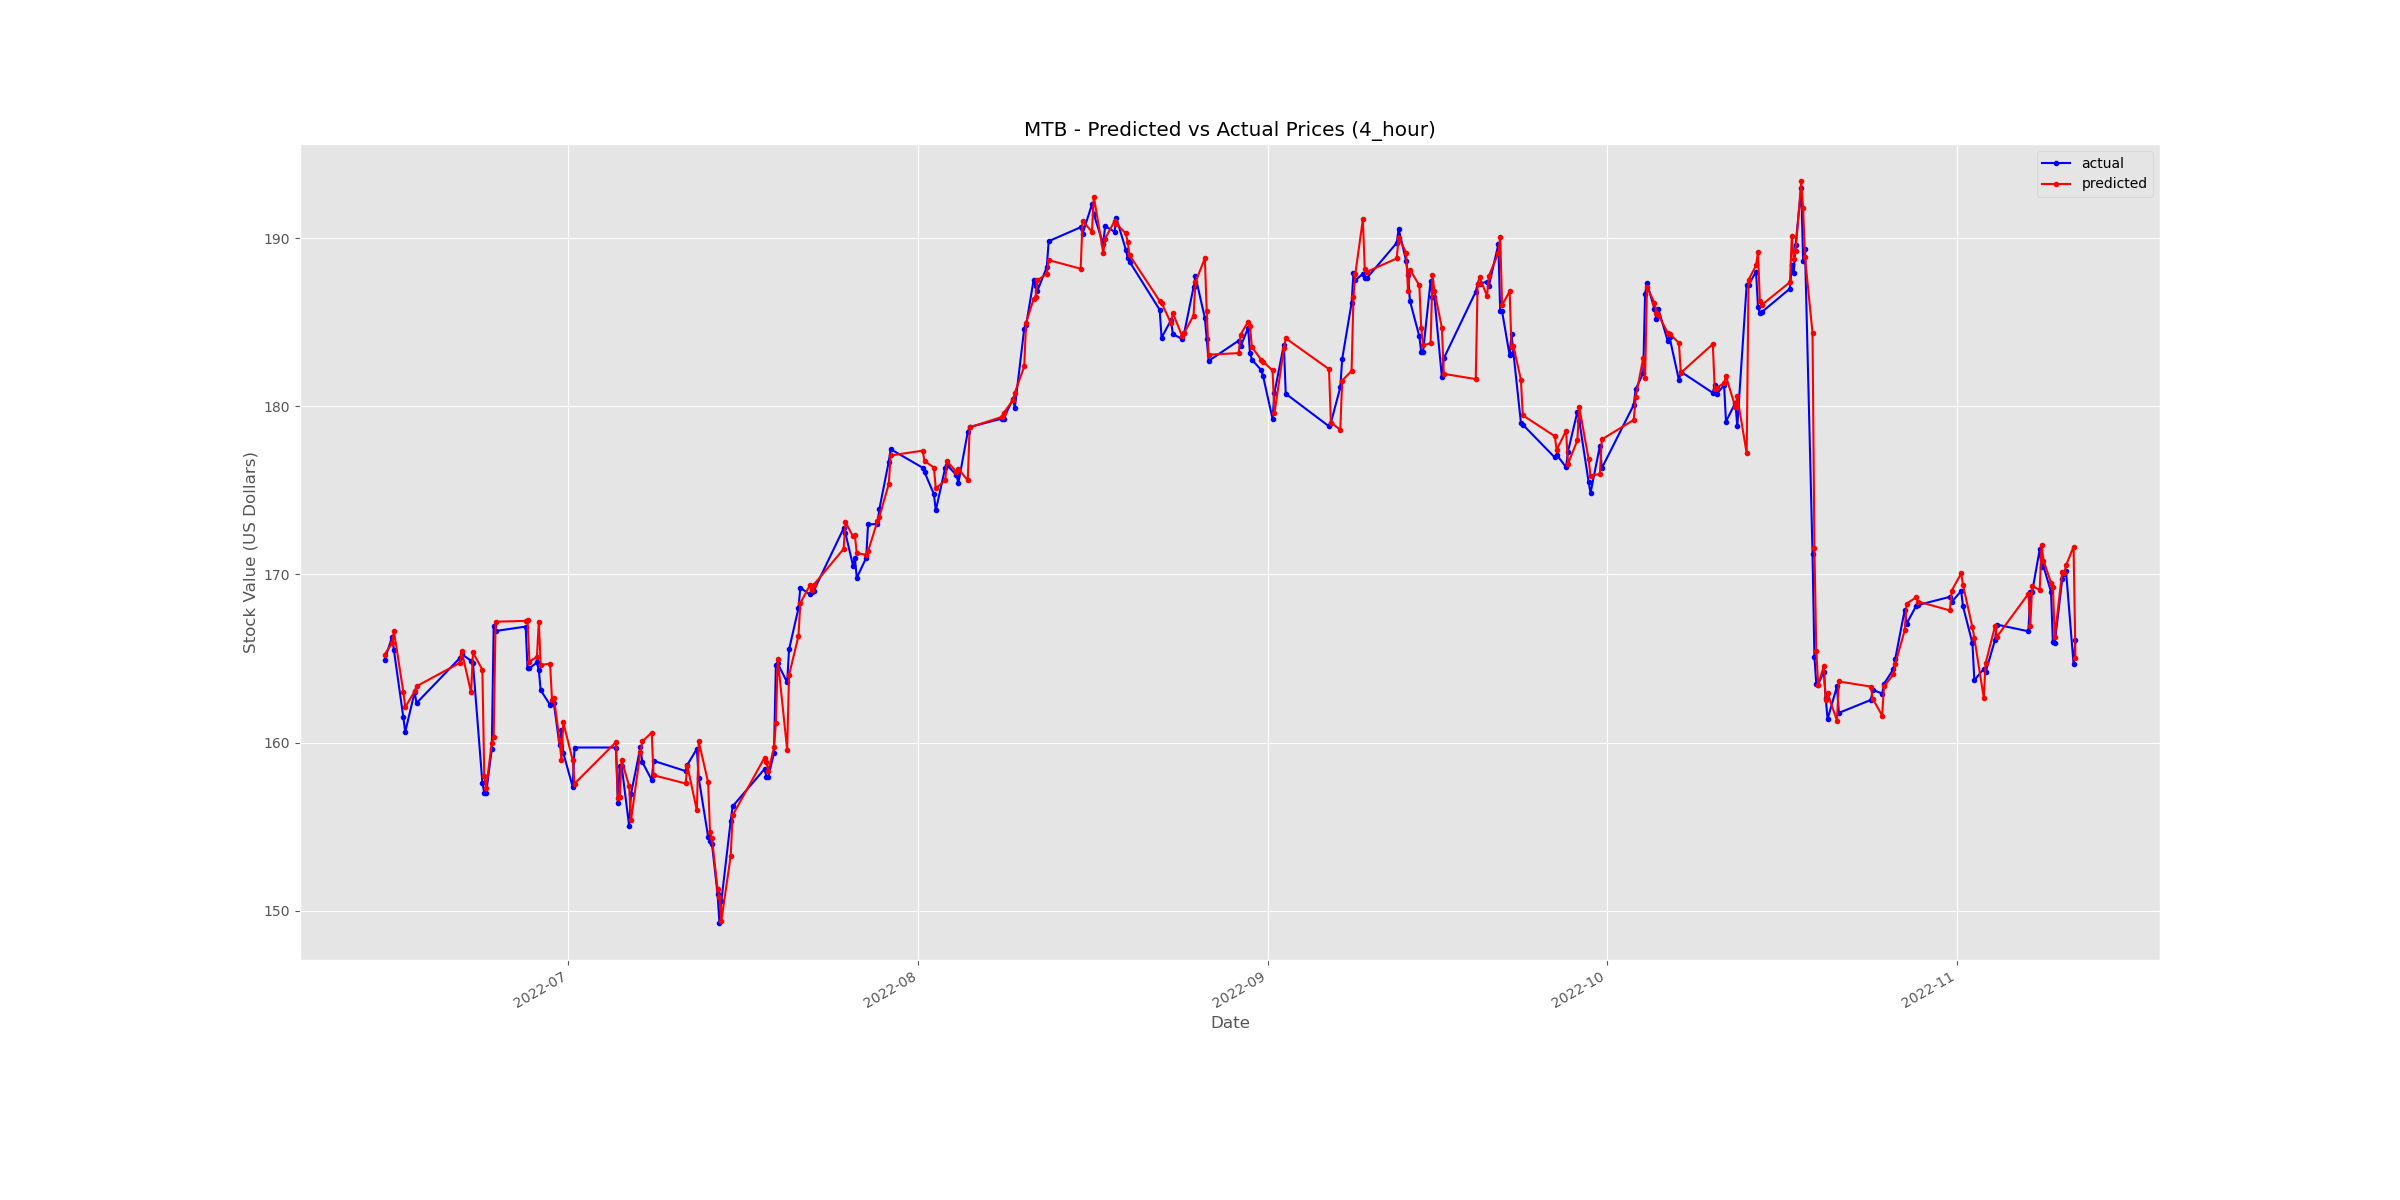 MTB - Predicted vs Actual Prices (4_hour)
actual
predicted
190
180
170
160
150
Stock Value (US Dollars)
2022-07
2022-08
2022-09
2022-10
2022-11
Date